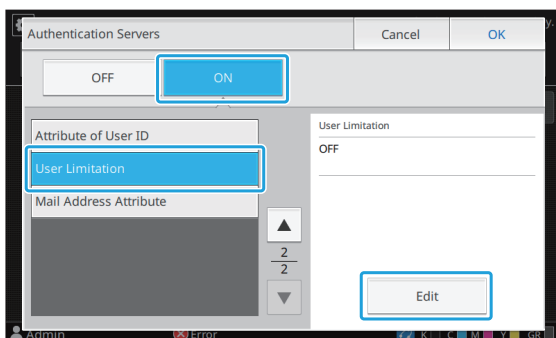 Authentication Servers
Cancel
OK
OFF
ON
Attribute of User ID
User Limitation
Mail Address Attribute
2
2
User Limitation
OFF
Edit
Admin
Error
K
C
M
Y
GR
y.